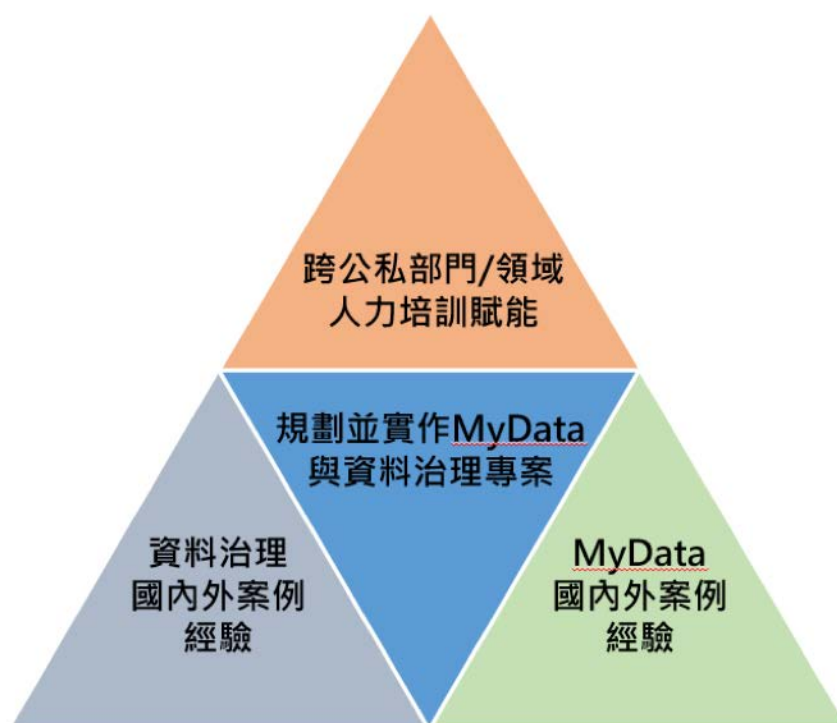 跨公私部門/領域
人力培訓賦能
規劃並實作MyData
與資料治理專案
資料治理
國內外案例
經驗
MyData
國內外案例
經驗